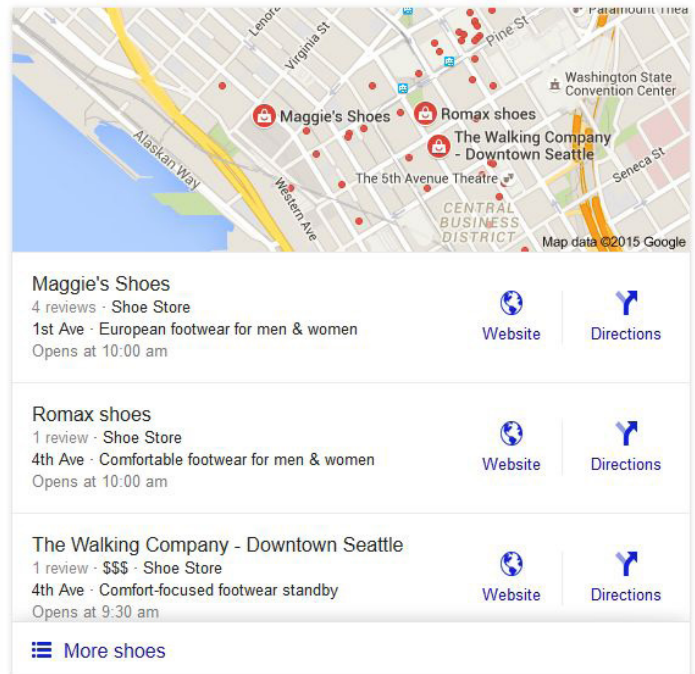 Paramount Thea
Lenora
Virginia St
Pine St
Washington State
Convention Center
Maggie's Shoes
Romax shoes
The Walking Company
- Downtown Seattle
Alaskan Way
The 5th Avenue Theatre
Seneca St
Western Ave
CENTRAL
BUSINESS
DISTRICT
Map data ©2015 Google
Maggie's Shoes
4 reviews · Shoe Store
1st Ave · European footwear for men & women
Opens at 10:00 am
Website
Directions
Romax shoes
1 review · Shoe Store
4th Ave · Comfortable footwear for men & women
Opens at 10:00 am
Website
Directions
The Walking Company - Downtown Seattle
1 review · $$$ · Shoe Store
4th Ave · Comfort-focused footwear standby
Opens at 9:30 am
Website
Directions
More shoes